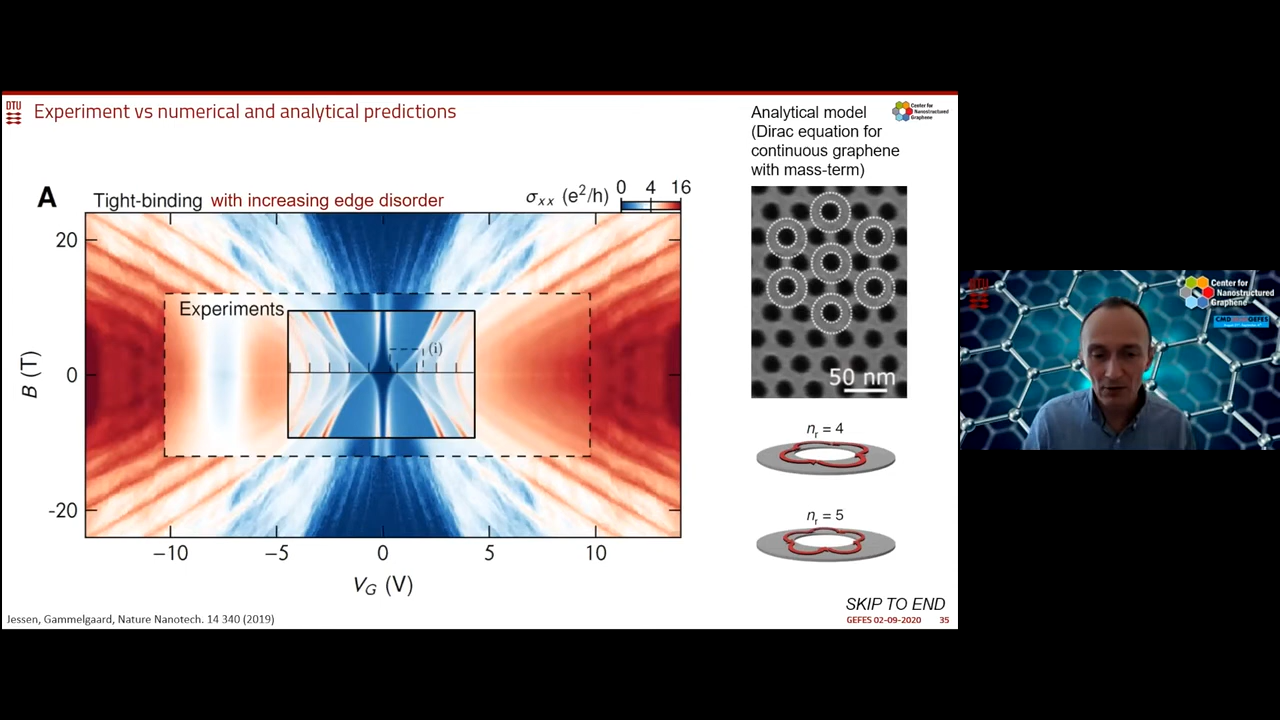 DTU
Experiment vs numerical and analytical predictions
Analytical model
(Dirac equation for
continuous graphene
with mass-term)
Center for
Nanostructured
Graphene
A
Tight-binding with increasing edge disorder
σxx (e²/h)
0 4 16
20
0
-20
B (T)
Experiments
(i)
−10 −5 0 5 10
VG (V)
50 nm
nr = 4
nr = 5
SKIP TO END
Jessen, Gammelgaard, Nature Nanotech. 14 340 (2019)
GEFES 02-09-2020 35
DTU
Center for
Nanostructured
Graphene